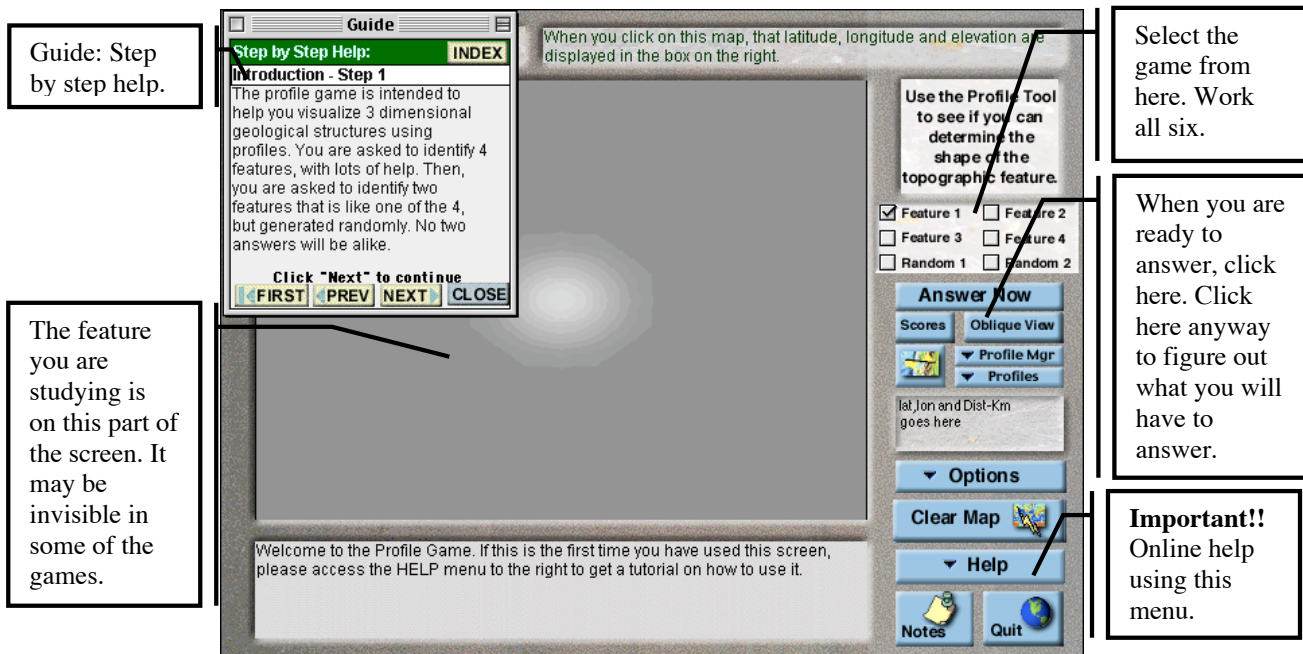 Guide: Step
by step help.
The feature
you are
studying is
on this part of
the screen. It
may be
invisible in
some of the
games.
Guide
Step by Step Help:
INDEX
Introduction - Step 1
The profile game is intended to
help you visualize 3 dimensional
geological structures using
profiles. You are asked to identify 4
features, with lots of help. Then,
you are asked to identify two
features that is like one of the 4,
but generated randomly. No two
answers will be alike.
Click "Next" to continue
FIRST
PREV
NEXT
CLOSE
When you click on this map, that latitude, longitude and elevation are
displayed in the box on the right.
Use the Profile Tool
to see if you can
determine the
shape of the
topographic feature.
Feature 1
Feature 2
Feature 3
Feature 4
Random 1
Random 2
Answer Now
Scores
Oblique View
Profile Mgr
Profiles
lat,lon and Dist-Km
goes here
Options
Clear Map
Help
Notes
Quit
Welcome to the Profile Game. If this is the first time you have used this screen,
please access the HELP menu to the right to get a tutorial on how to use it.
Select the
game from
here. Work
all six.
When you are
ready to
answer, click
here. Click
here anyway
to figure out
what you will
have to
answer.
Important!!
Online help
using this
menu.